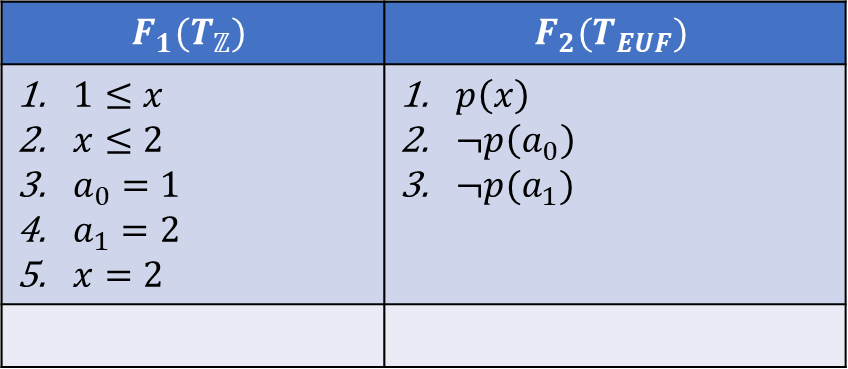 F₁(T_ℤ)
F₂(T_EUF)
1. 1 ≤ x
2. x ≤ 2
3. a₀ = 1
4. a₁ = 2
5. x = 2
1. p(x)
2. ¬p(a₀)
3. ¬p(a₁)